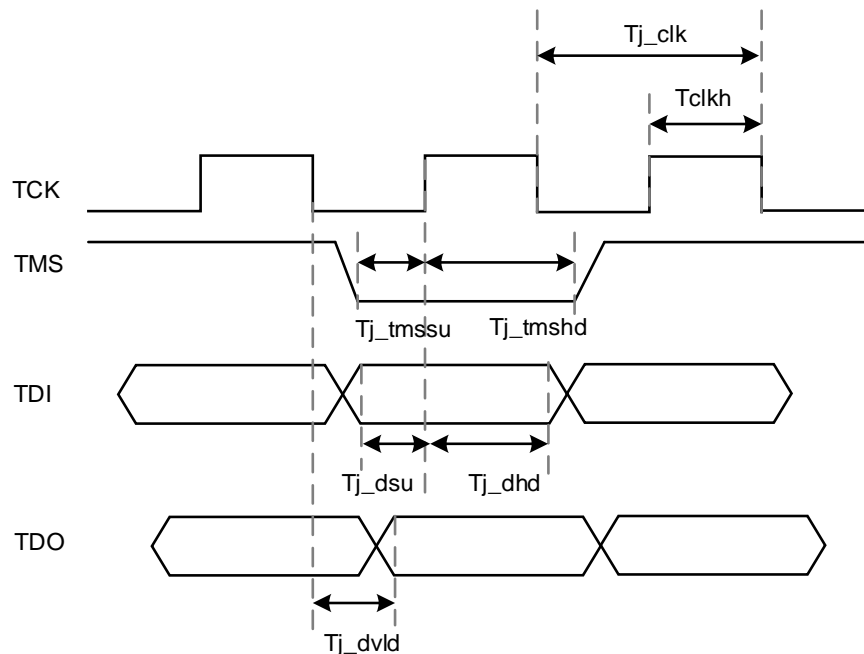 Tj_clk
Tclkh
TCK
TMS
Tj_tmssu
Tj_tmshd
TDI
Tj_dsu
Tj_dhd
TDO
Tj_dvld